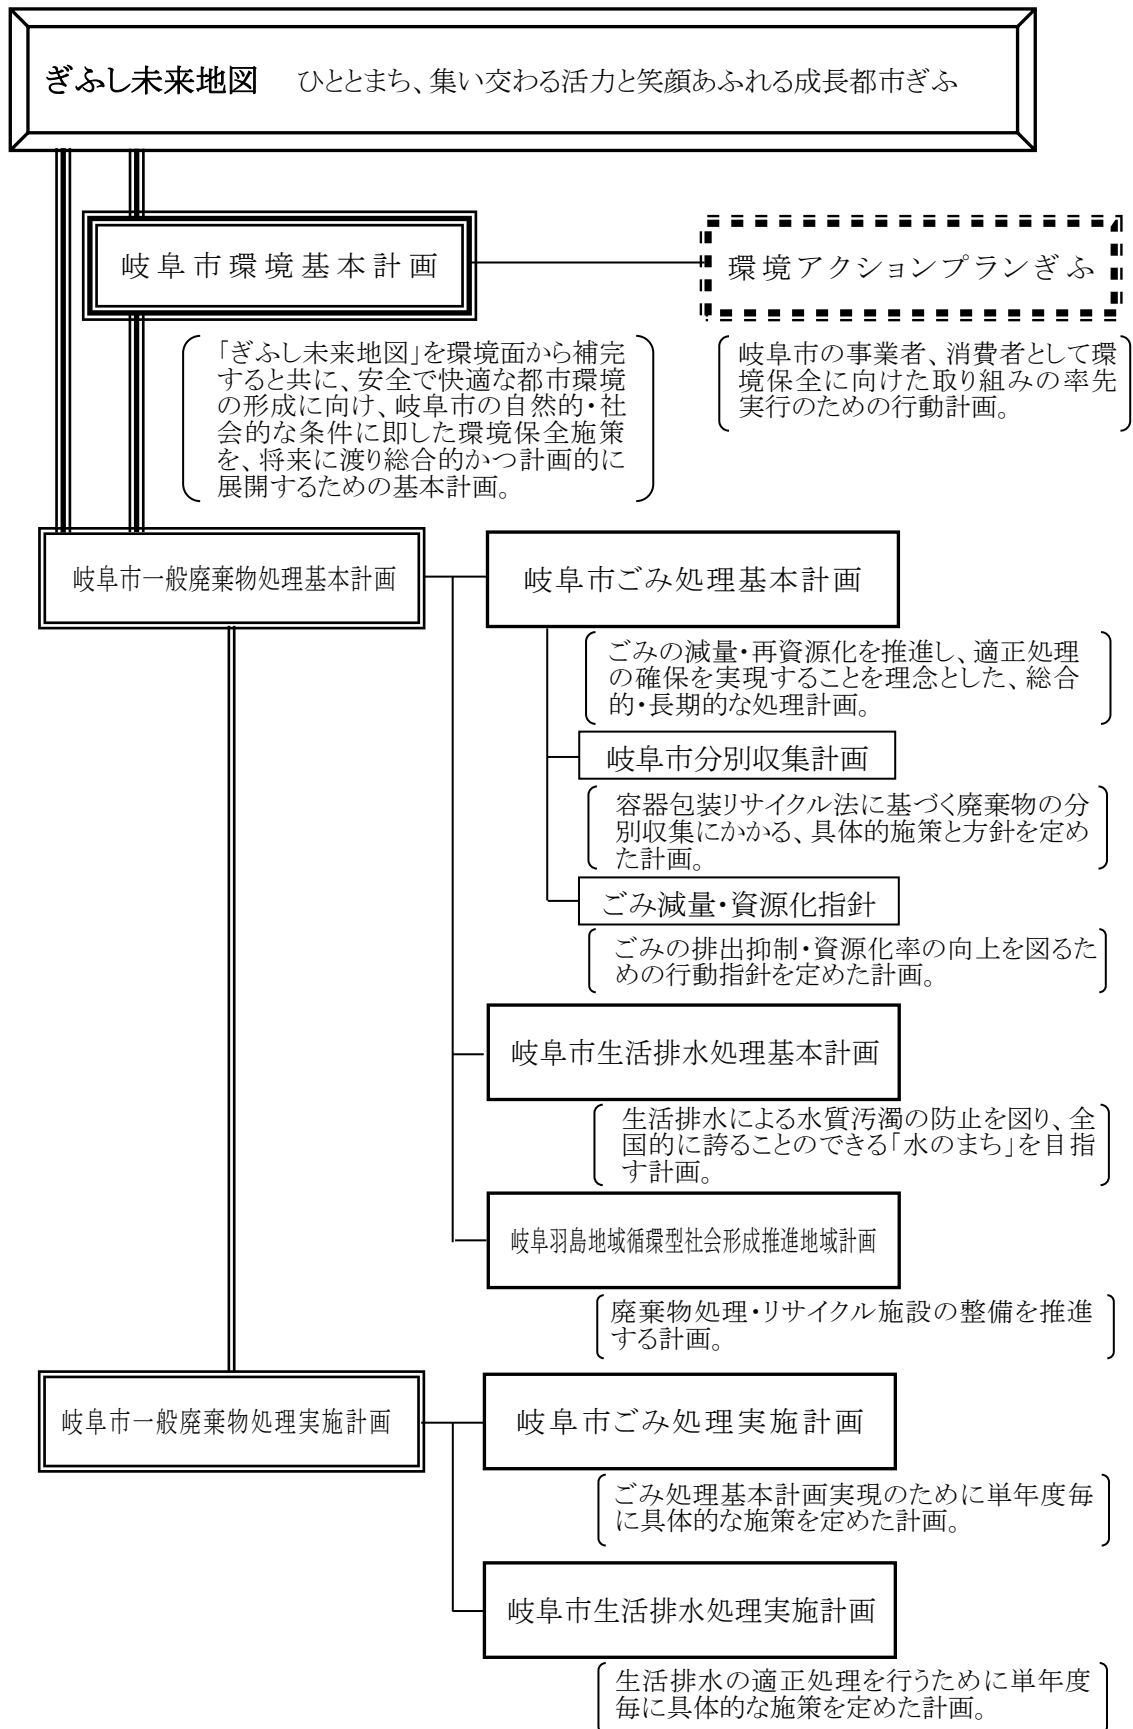 ぎふし未来地図　ひととまち、集い交わる活力と笑顔あふれる成長都市ぎふ
岐阜市環境基本計画
環境アクションプランぎふ
「ぎふし未来地図」を環境面から補完
すると共に、安全で快適な都市環境
の形成に向け、岐阜市の自然的・社
会的な条件に即した環境保全施策
を、将来に渡り総合的かつ計画的に
展開するための基本計画。
岐阜市の事業者、消費者として環
境保全に向けた取り組みの率先
実行のための行動計画。
岐阜市一般廃棄物処理基本計画
岐阜市ごみ処理基本計画
ごみの減量・再資源化を推進し、適正処理
の確保を実現することを理念とした、総合
的・長期的な処理計画。
岐阜市分別収集計画
容器包装リサイクル法に基づく廃棄物の分
別収集にかかる、具体的施策と方針を定め
た計画。
ごみ減量・資源化指針
ごみの排出抑制・資源化率の向上を図るた
めの行動指針を定めた計画。
岐阜市生活排水処理基本計画
生活排水による水質汚濁の防止を図り、全
国的に誇ることのできる「水のまち」を目指
す計画。
岐阜羽島地域循環型社会形成推進地域計画
廃棄物処理・リサイクル施設の整備を推進
する計画。
岐阜市一般廃棄物処理実施計画
岐阜市ごみ処理実施計画
ごみ処理基本計画実現のために単年度毎
に具体的な施策を定めた計画。
岐阜市生活排水処理実施計画
生活排水の適正処理を行うために単年度
毎に具体的な施策を定めた計画。